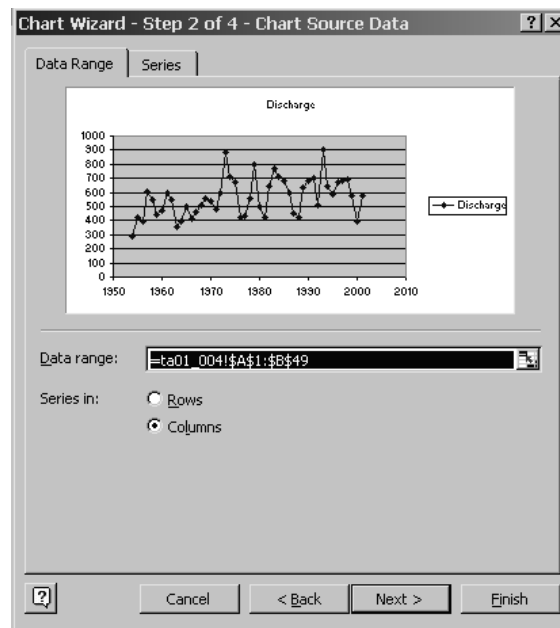 Chart Wizard - Step 2 of 4 - Chart Source Data
Data Range
Series
Discharge
1000
900
800
700
600
500
400
300
200
100
0
1950 1960 1970 1980 1990 2000 2010
Discharge
Data range: =ta01_004!$A$1:$B$49
Series in: Rows
Columns
Cancel < Back Next > Finish